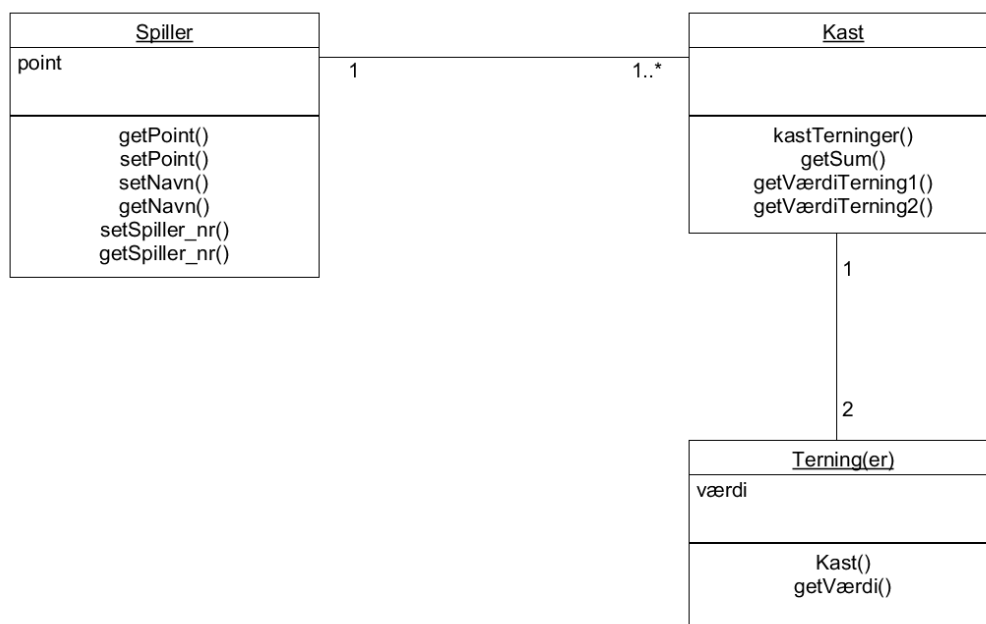 Spiller
point
getPoint()
setPoint()
setNavn()
getNavn()
setSpiller_nr()
getSpiller_nr()
1
1..*
Kast
kastTerninger()
getSum()
getVærdiTerning1()
getVærdiTerning2()
1
2
Terning(er)
værdi
Kast()
getVærdi()